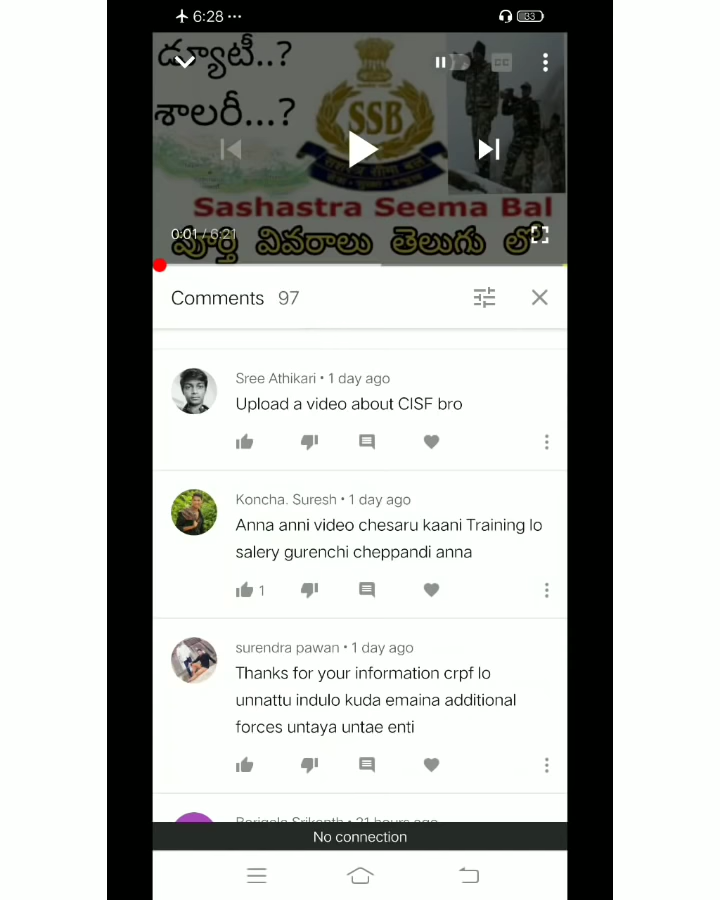 6:28
83
డ్యూటీ..?
శాలరీ...?
CC
SSB
Sashastra Seema Bal
0:01 / 6:21
పూర్తి వివరాలు తెలుగు లో
Comments 97
Sree Athikari • 1 day ago
Upload a video about CISF bro
Koncha. Suresh • 1 day ago
Anna anni video chesaru kaani Training lo
salery gurenchi cheppandi anna
1
surendra pawan • 1 day ago
Thanks for your information crpf lo
unnattu indulo kuda emaina additional
forces untaya untae enti
No connection